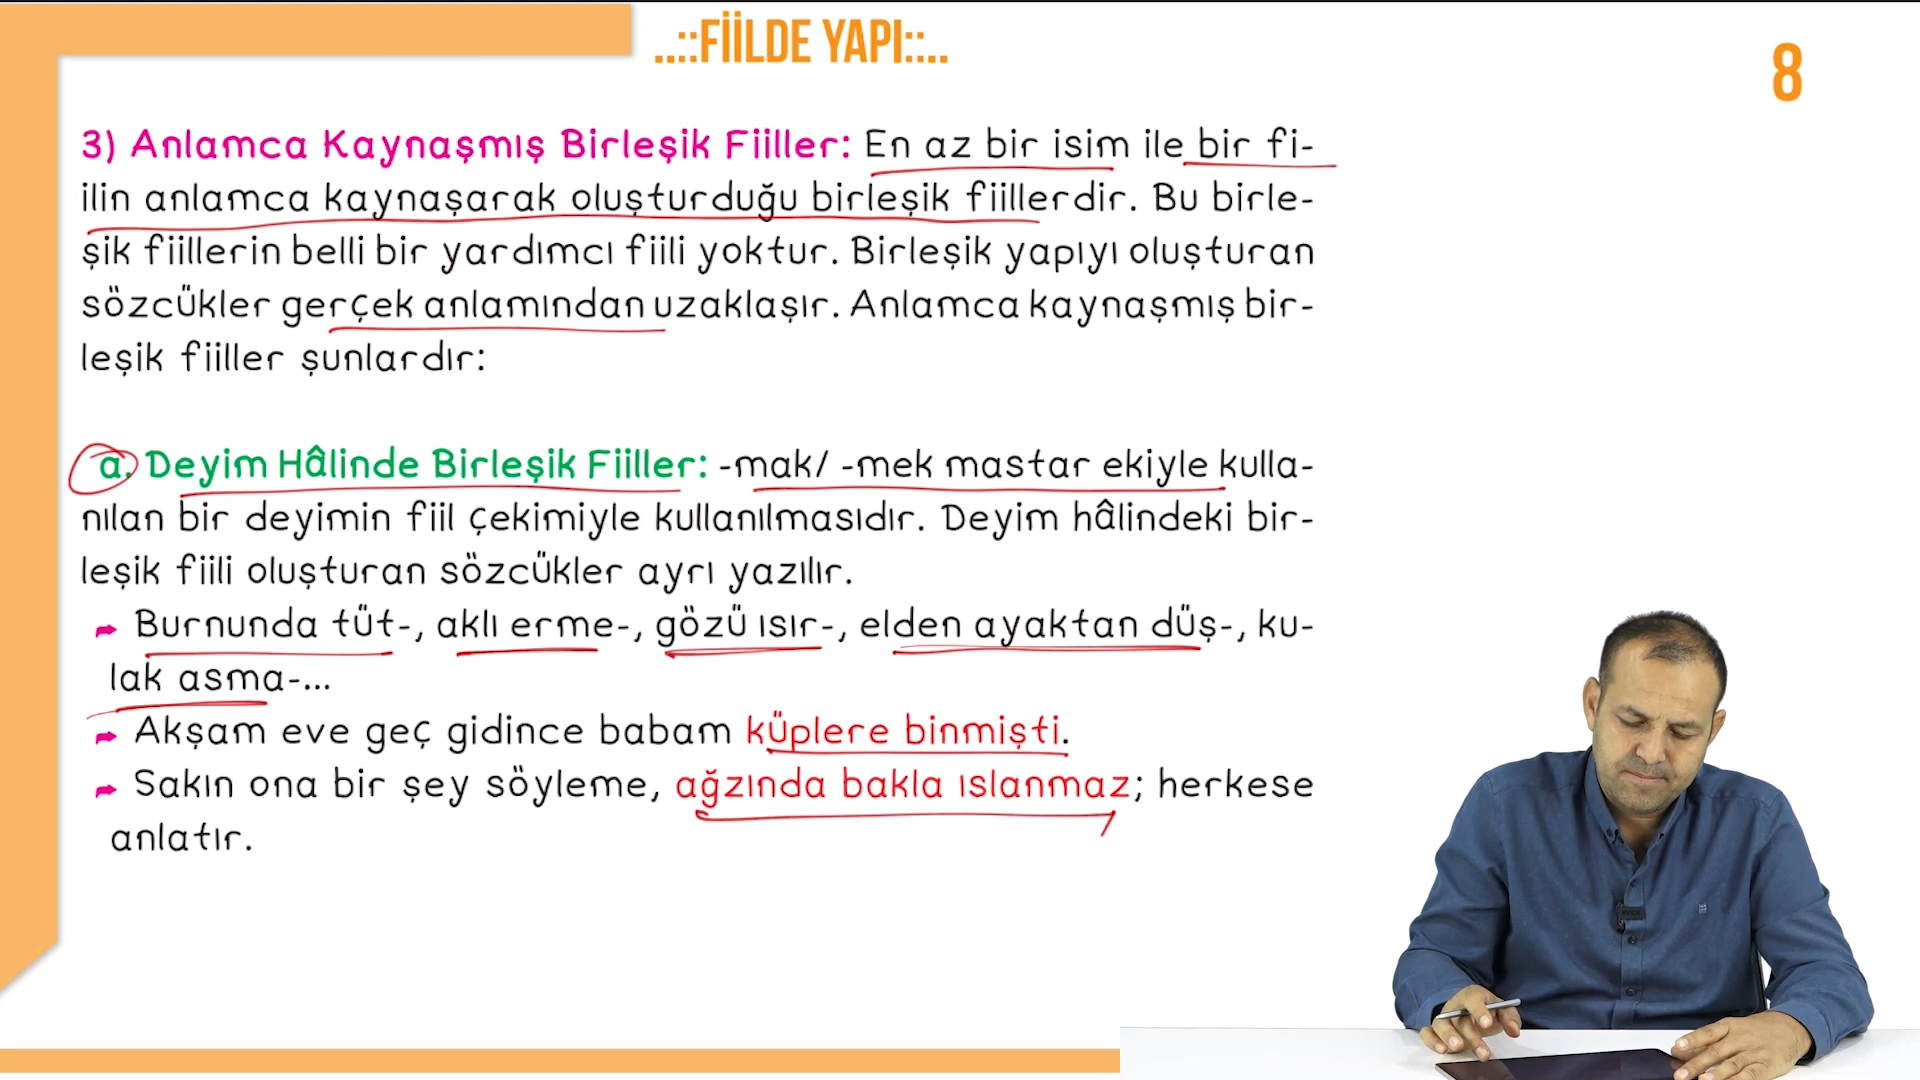 ..::FİİLDE YAPI::..
8
3) Anlamca Kaynaşmış Birleşik Fiiller: En az bir isim ile bir fi-
ilin anlamca kaynaşarak oluşturduğu birleşik fiillerdir. Bu birle-
şik fiillerin belli bir yardımcı fiili yoktur. Birleşik yapıyı oluşturan
sözcükler gerçek anlamından uzaklaşır. Anlamca kaynaşmış bir-
leşik fiiller şunlardır:
a. Deyim Hâlinde Birleşik Fiiller: -mak/ -mek mastar ekiyle kulla-
nılan bir deyimin fiil çekimiyle kullanılmasıdır. Deyim hâlindeki bir-
leşik fiili oluşturan sözcükler ayrı yazılır.
Burnunda tüt-, aklı erme-, gözü ısır-, elden ayaktan düş-, ku-
lak asma-...
Akşam eve geç gidince babam küplere binmişti.
Sakın ona bir şey söyleme, ağzında bakla ıslanmaz; herkese
anlatır.